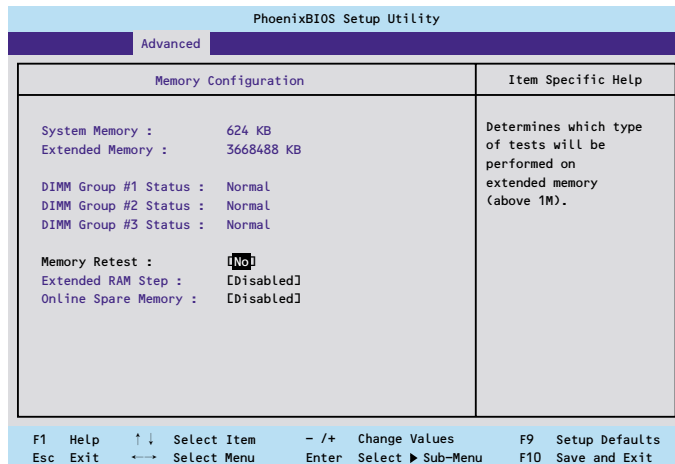 PhoenixBIOS Setup Utility
Advanced
Memory Configuration
Item Specific Help
System Memory : 624 KB
Extended Memory : 3668488 KB
DIMM Group #1 Status : Normal
DIMM Group #2 Status : Normal
DIMM Group #3 Status : Normal
Memory Retest : [No]
Extended RAM Step : [Disabled]
Online Spare Memory : [Disabled]
Determines which type
of tests will be
performed on
extended memory
(above 1M).
F1 Help ↑↓ Select Item - /+ Change Values F9 Setup Defaults
Esc Exit ←→ Select Menu Enter Select ▶ Sub-Menu F10 Save and Exit